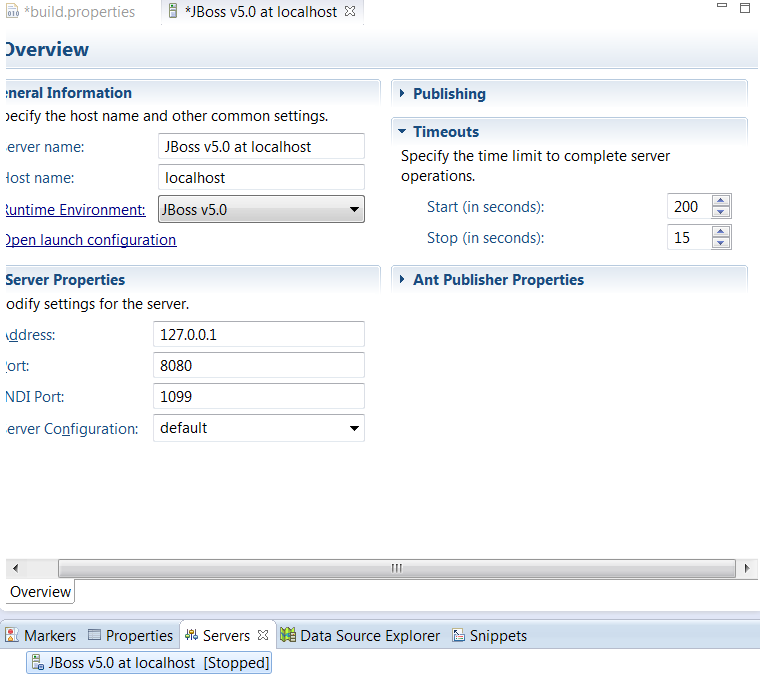 *build.properties
*JBoss v5.0 at localhost
Overview
eneral Information
pecify the host name and other common settings.
erver name: JBoss v5.0 at localhost
Host name: localhost
Runtime Environment: JBoss v5.0
Open launch configuration
Server Properties
odify settings for the server.
Address: 127.0.0.1
ort: 8080
NDI Port: 1099
erver Configuration: default
Publishing
Timeouts
Specify the time limit to complete server
operations.
Start (in seconds): 200
Stop (in seconds): 15
Ant Publisher Properties
Overview
Markers Properties Servers Data Source Explorer Snippets
JBoss v5.0 at localhost [Stopped]